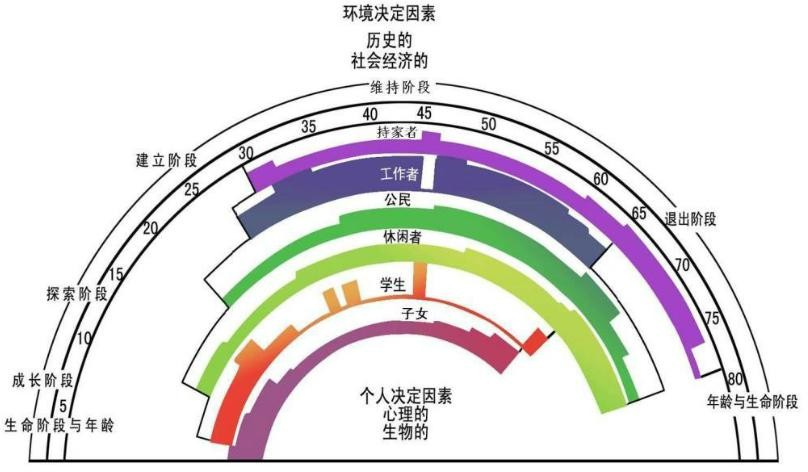 环境决定因素
历史的
社会经济的
维持阶段
40
45
35
50
持家者
30
55
建立阶段
工作者
25
60
公民
65
20
退出阶段
休闲者
70
15
学生
探索阶段
子女
75
10
成长阶段
80
个人决定因素
年龄与生命阶段
5
心理的
生命阶段与年龄
生物的